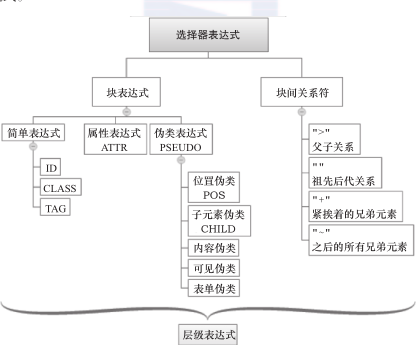 选择器表达式
块表达式
块间关系符
简单表达式
ID
CLASS
TAG
属性表达式
ATTR
伪类表达式
PSEUDO
位置伪类
POS
子元素伪类
CHILD
内容伪类
可见伪类
表单伪类
">"
父子关系
""
祖先后代关系
"+"
紧挨着的兄弟元素
"~"
之后的所有兄弟元素
层级表达式